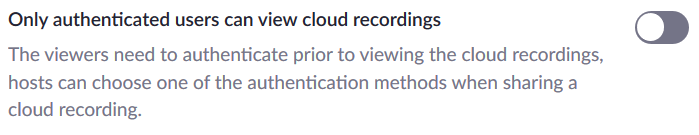 Only authenticated users can view cloud recordings
The viewers need to authenticate prior to viewing the cloud recordings,
hosts can choose one of the authentication methods when sharing a
cloud recording.